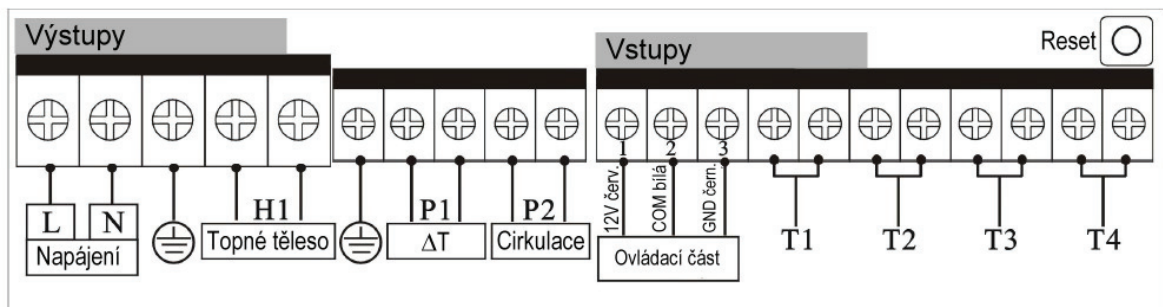 Výstupy
Vstupy
Reset
1
2
3
12V červ.
COM bílá
GND čern.
L
N
Napájení
H1
Topné těleso
P1
ΔT
P2
Cirkulace
Ovládací část
T1
T2
T3
T4